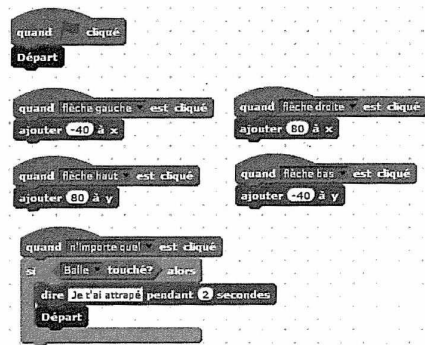 quand cliqué
Départ
quand flèche gauche est cliqué
ajouter -40 à x
quand flèche droite est cliqué
ajouter 80 à x
quand flèche haut est cliqué
ajouter 80 à y
quand flèche bas est cliqué
ajouter -40 à y
quand n'importe quel est cliqué
si Balle touché? alors
dire Je t'ai attrapé pendant 2 secondes
Départ